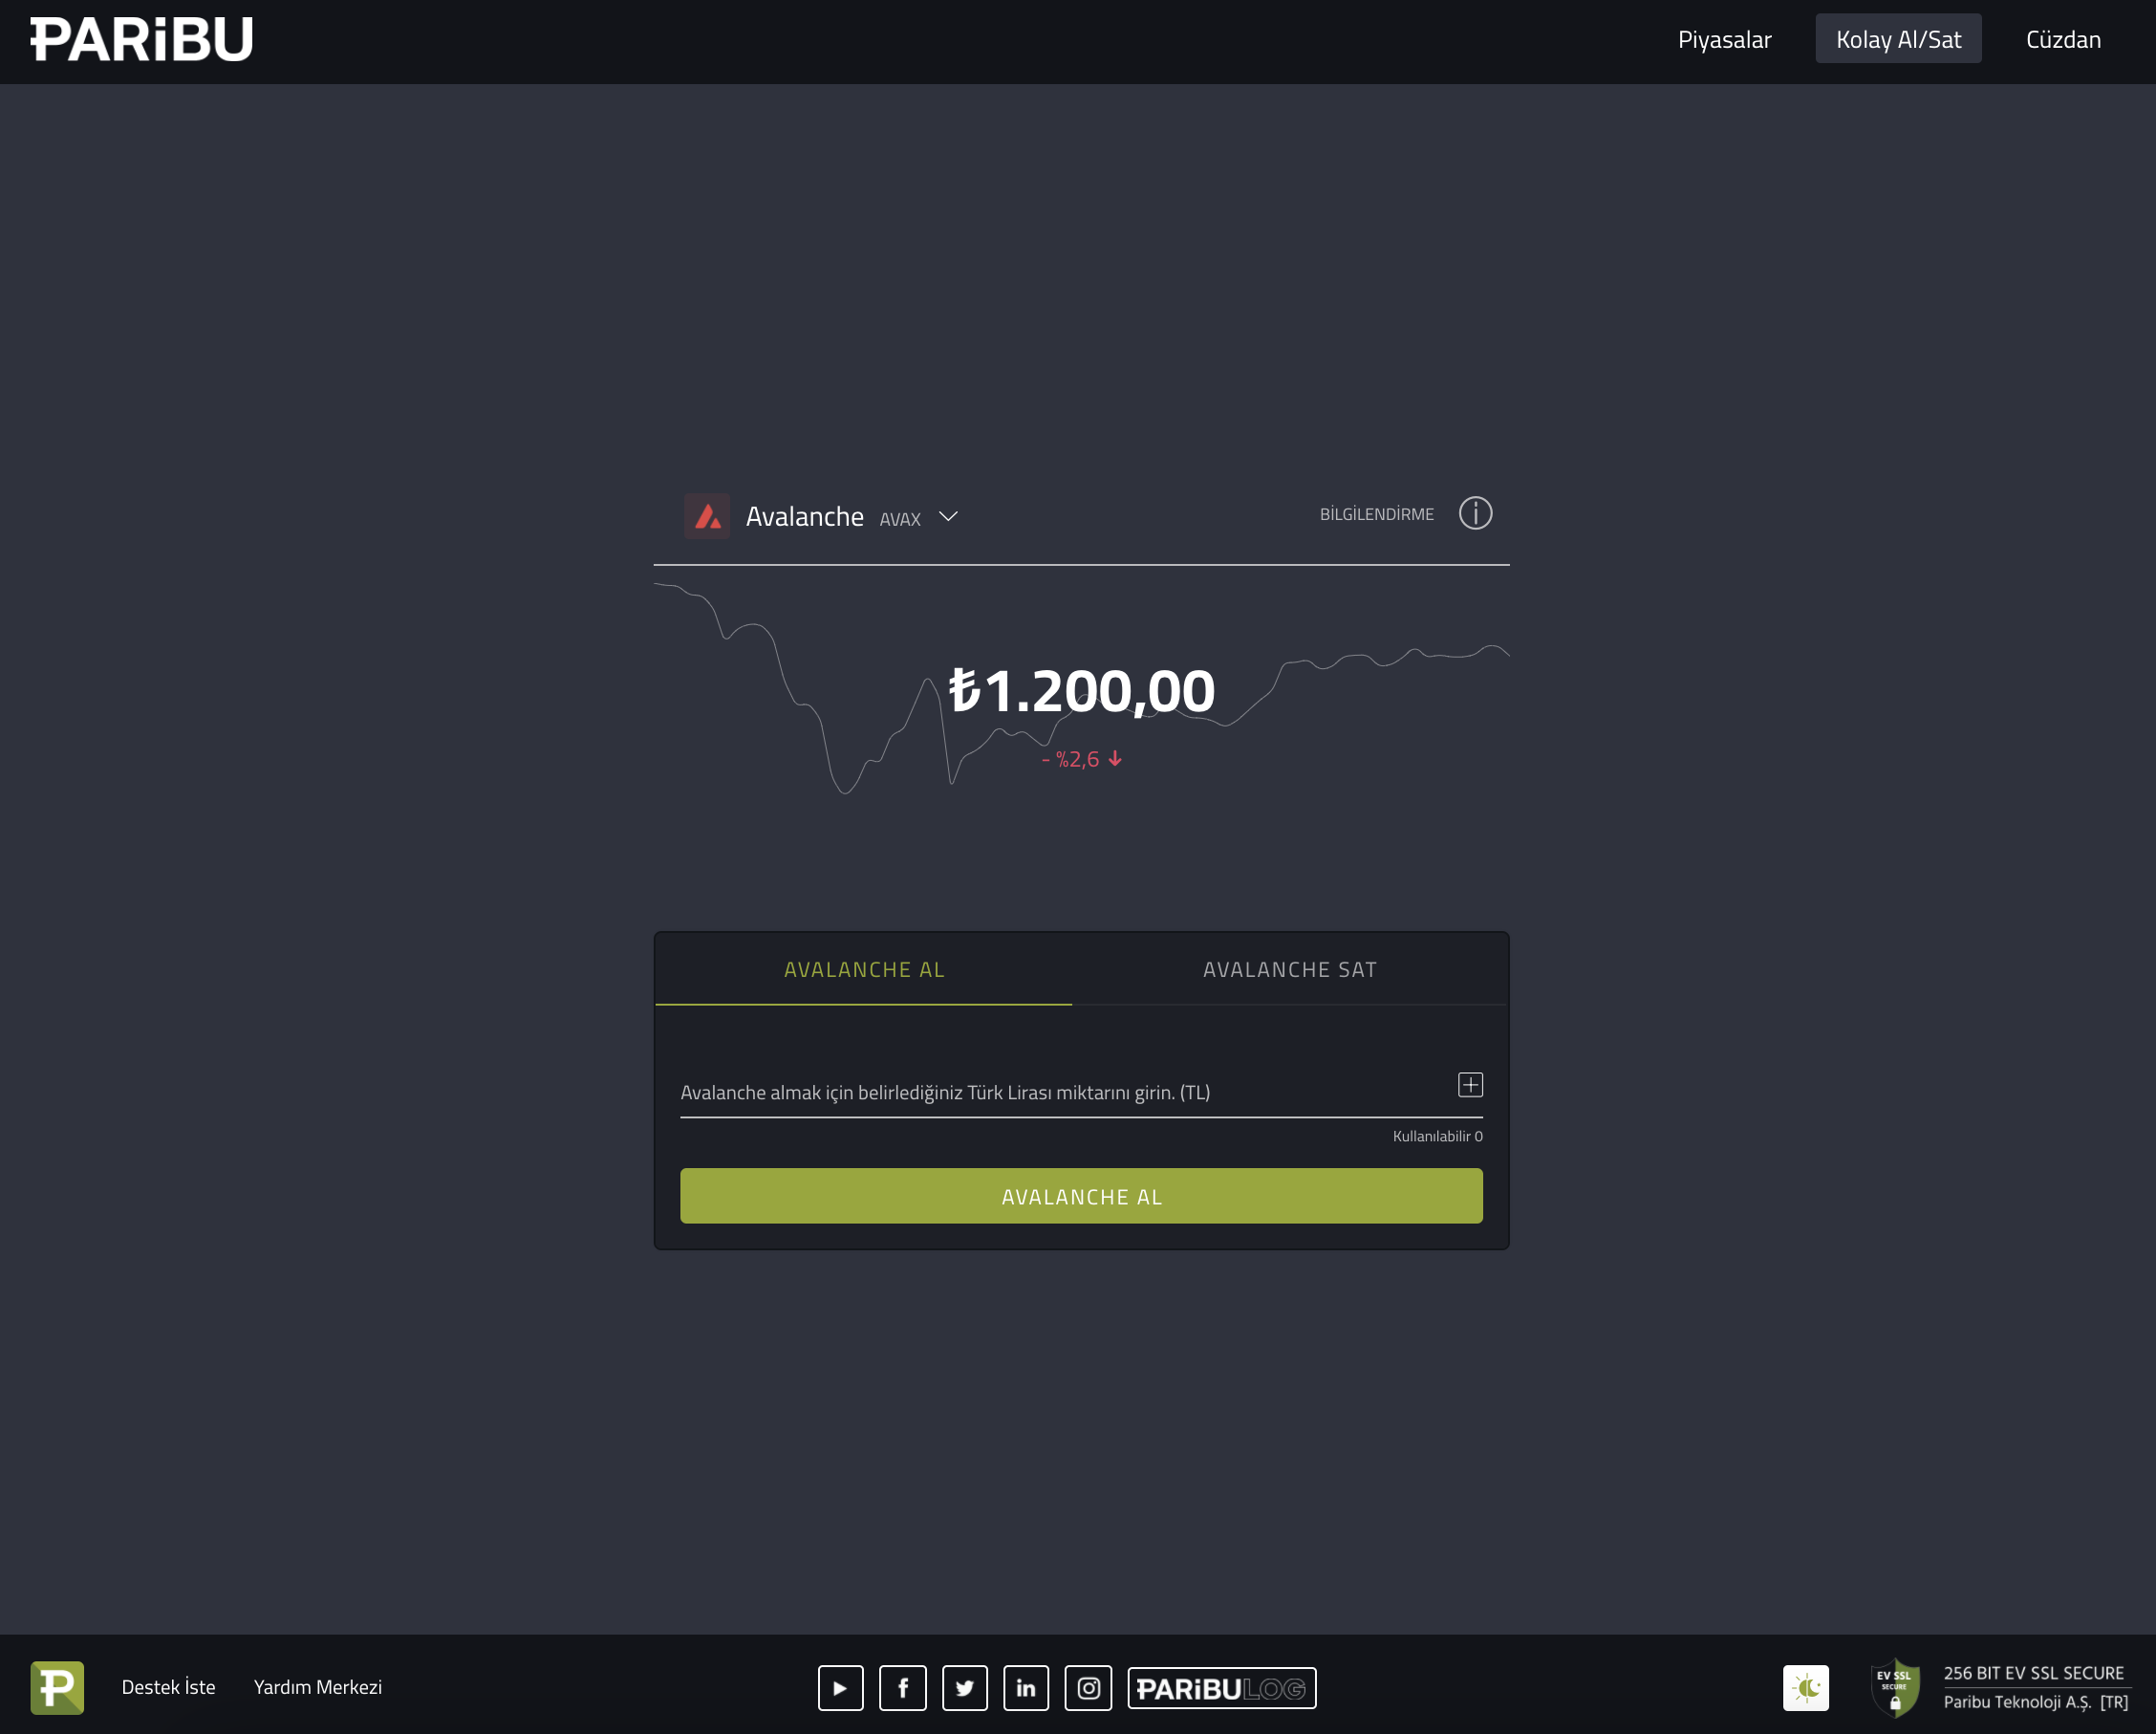 PARiBU
Piyasalar
Kolay Al/Sat
Cüzdan
Avalanche AVAX
BİLGİLENDİRME
₺1.200,00
- %2,6
AVALANCHE AL
AVALANCHE SAT
Avalanche almak için belirlediğiniz Türk Lirası miktarını girin. (TL)
Kullanılabilir 0
AVALANCHE AL
Destek İste
Yardım Merkezi
PARiBULOG
EV SSL
SECURE
256 BIT EV SSL SECURE
Paribu Teknoloji A.Ş. [TR]